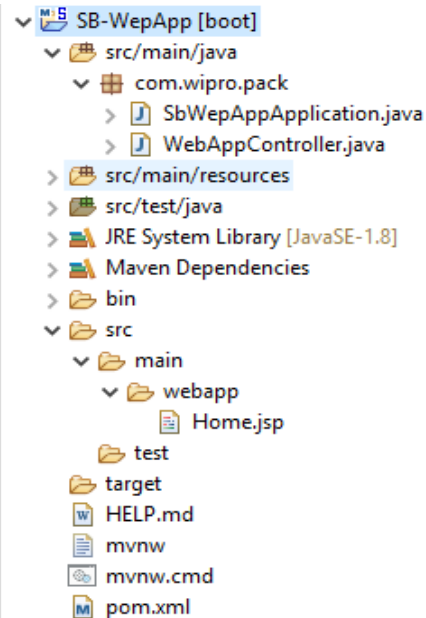 SB-WepApp [boot]
src/main/java
com.wipro.pack
SbWepAppApplication.java
WebAppController.java
src/main/resources
src/test/java
JRE System Library [JavaSE-1.8]
Maven Dependencies
bin
src
main
webapp
Home.jsp
test
target
HELP.md
mvnw
mvnw.cmd
pom.xml